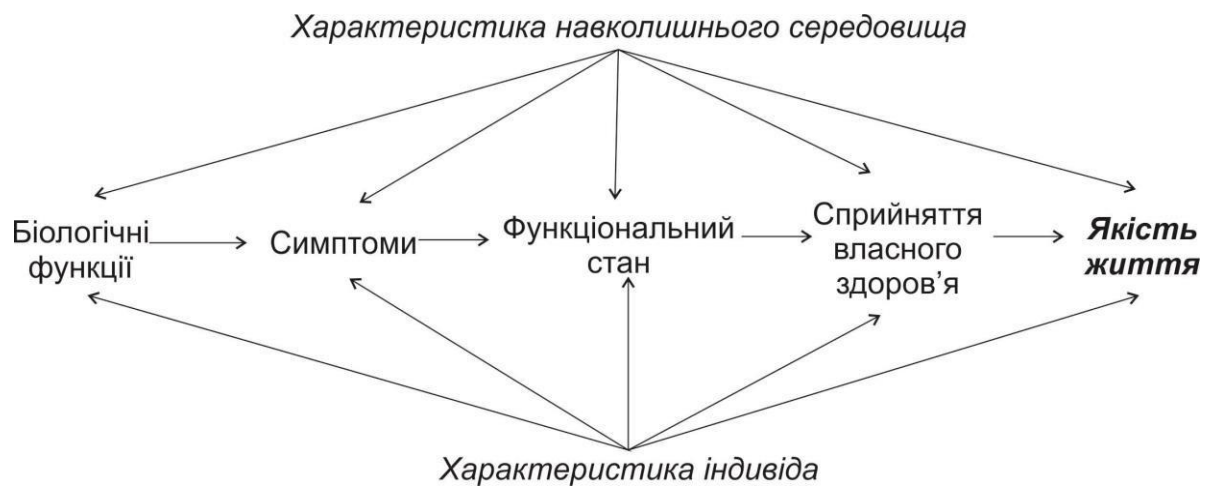 Характеристика навколишнього середовища
Біологічні
функції
Симптоми
Функціональний
стан
Сприйняття
власного
здоров’я
Якість
життя
Характеристика індивіда